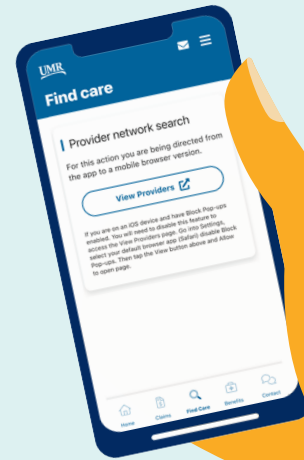 UMR
Find care
Provider network search
For this action you are being directed from
the app to a mobile browser version.
View Providers
If you are on an iOS device and have Block Pop-ups
enabled. You will need to disable this feature to
access the View Providers page. Go into Settings,
select your default browser app (Safari) disable Block
Pop-ups. Then tap the View button above and Allow
to open page.
Home
Claims
Find Care
Benefits
Contact